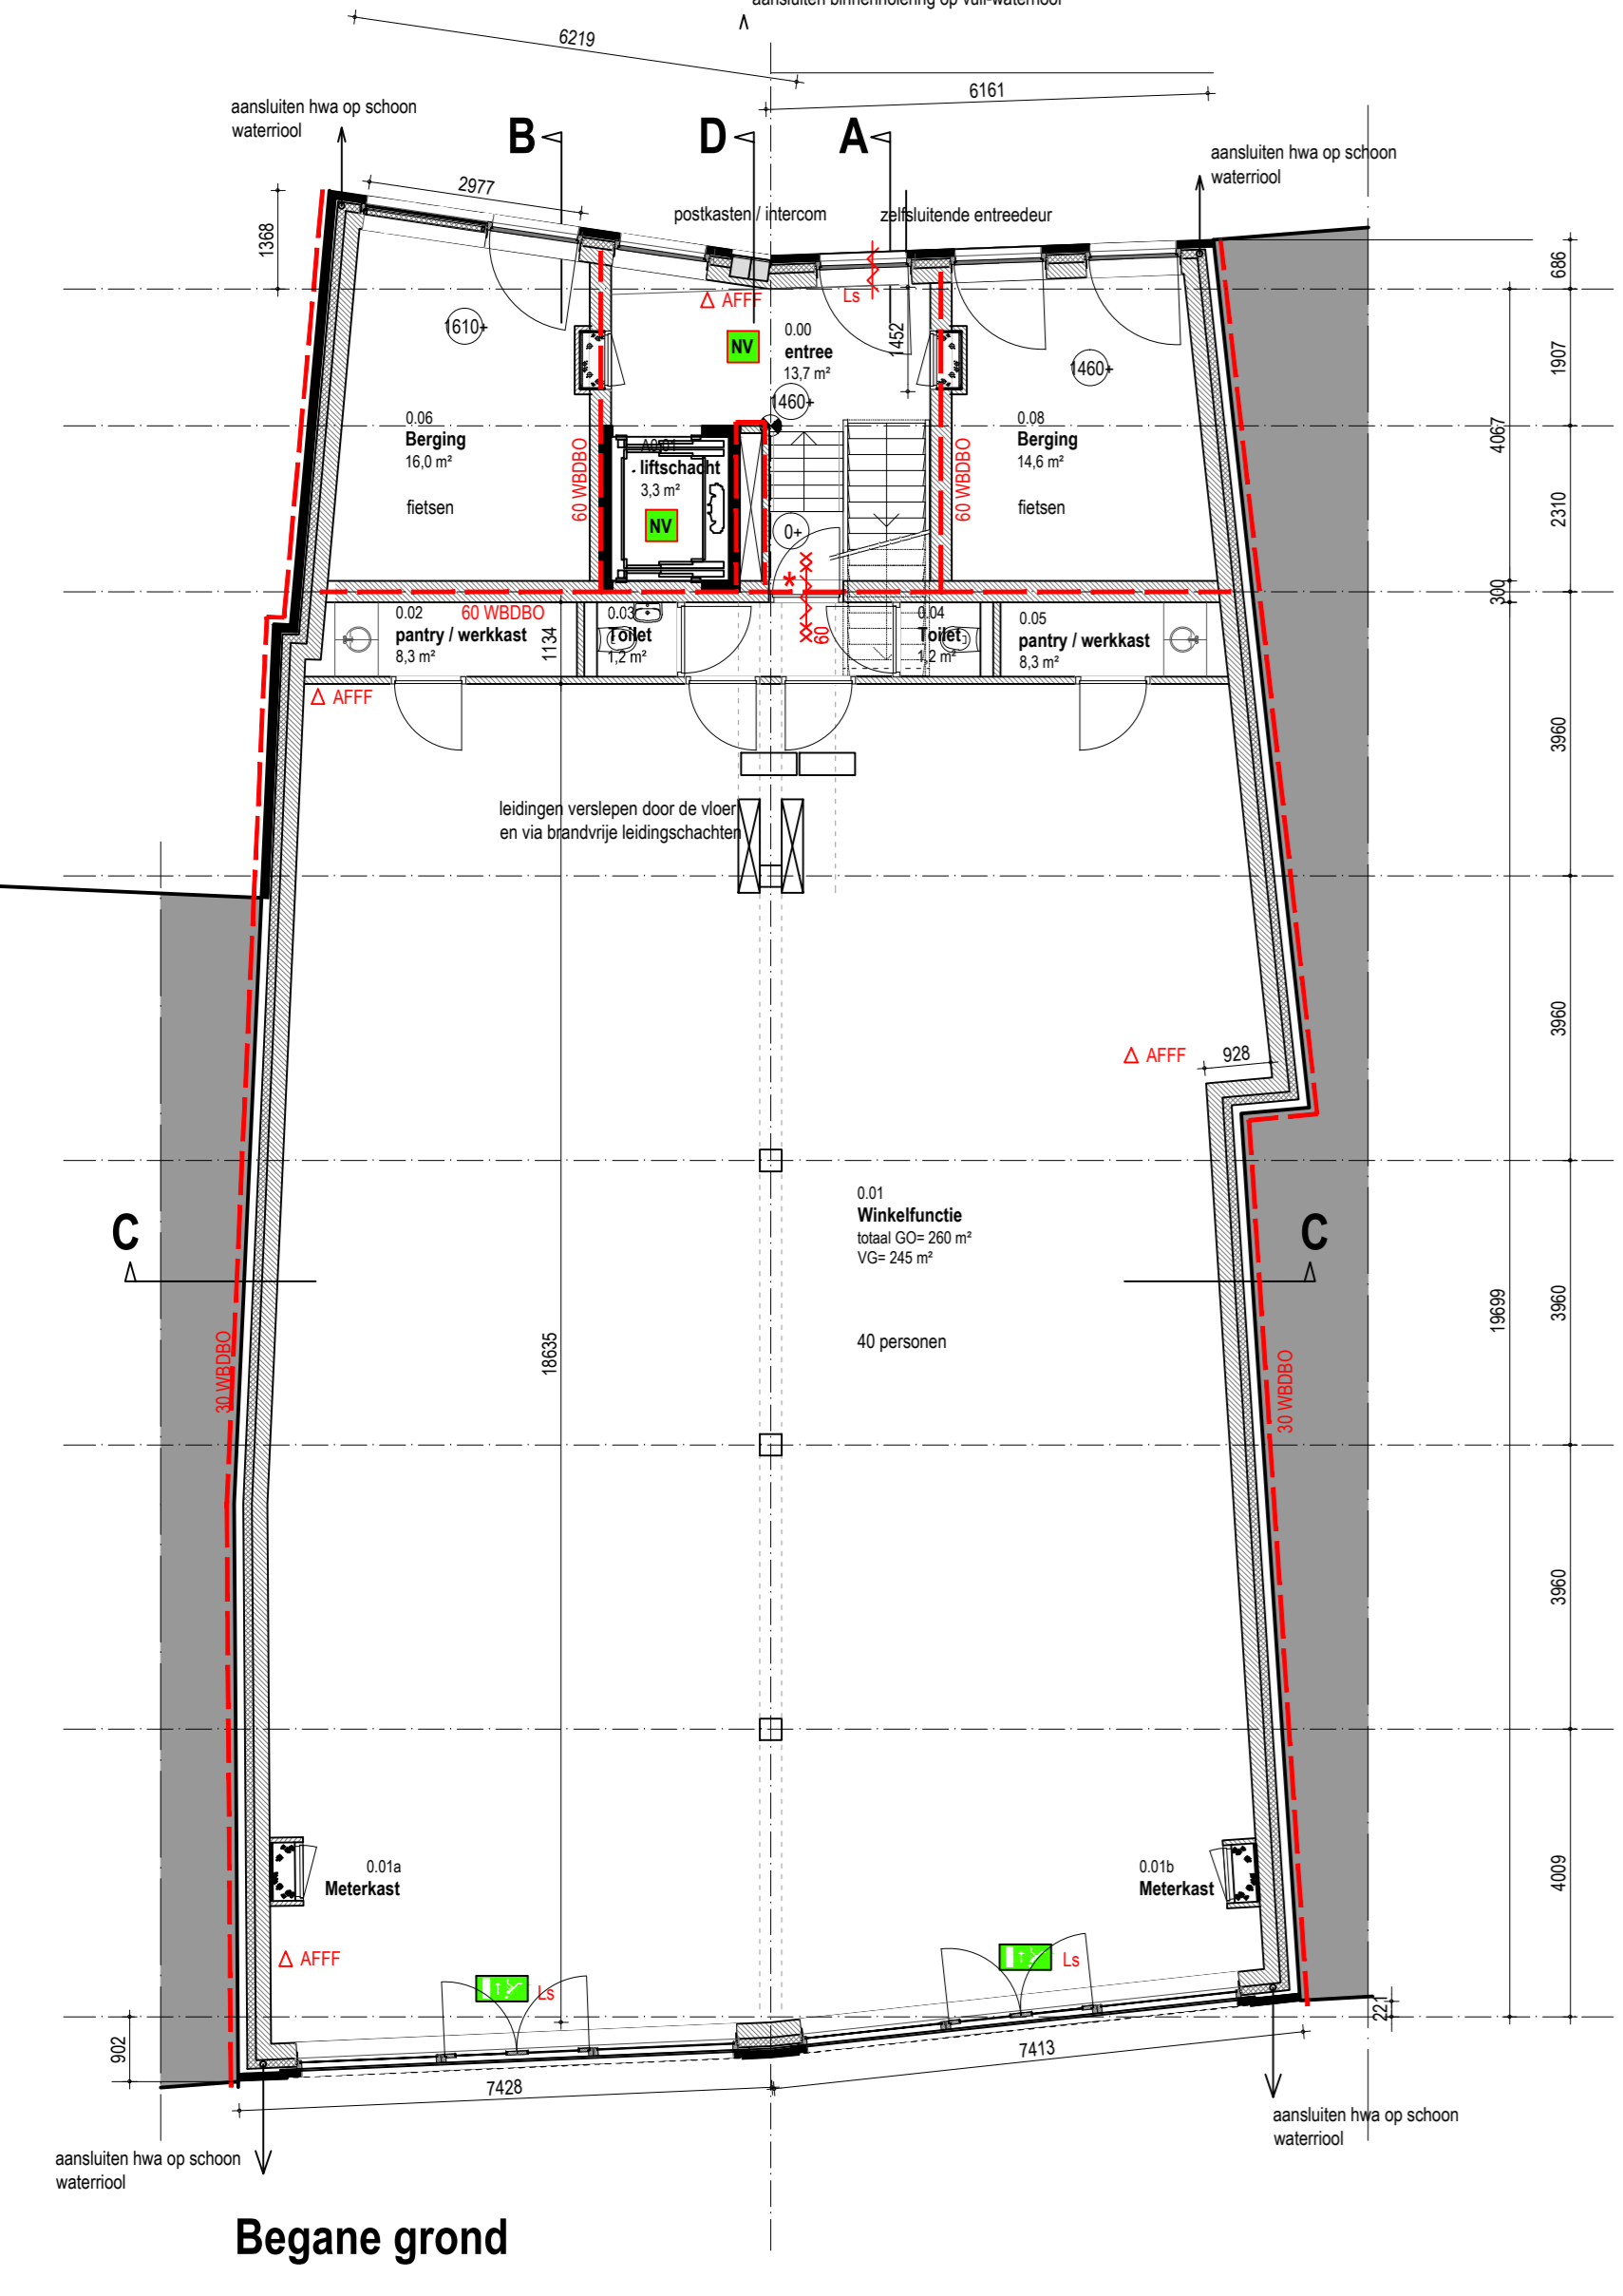 6219
6161
aansluiten hwa op schoon
waterriool
B
D
A
aansluiten hwa op schoon
waterriool
2977
postkasten / intercom
zelfsluitende entreedeur
1368
686
AFFF
Ls
1610+
NV
0.00
entree
13,7 m²
1452
1460+
1907
1460+
0.06
Berging
16,0 m²
fietsen
60 WBDBO
liftschacht
3,3 m²
NV
0+
60 WBDBO
0.08
Berging
14,6 m²
fietsen
4067
2310
300
*
60
0.02
60 WBDBO
pantry / werkkast
8,3 m²
1134
0.03
Toilet
1,2 m²
0.04
Toilet
1,2 m²
0.05
pantry / werkkast
8,3 m²
AFFF
3960
leidingen verslepen door de vloer
en via brandvrije leidingschachten
3960
AFFF
928
0.01
Winkelfunctie
totaal GO= 260 m²
VG= 245 m²
C
C
40 personen
30 WBDBO
18635
30 WBDBO
19699
3960
3960
0.01a
Meterkast
0.01b
Meterkast
4009
AFFF
Ls
Ls
902
221
7428
7413
aansluiten hwa op schoon
waterriool
aansluiten hwa op schoon
waterriool
Begane grond